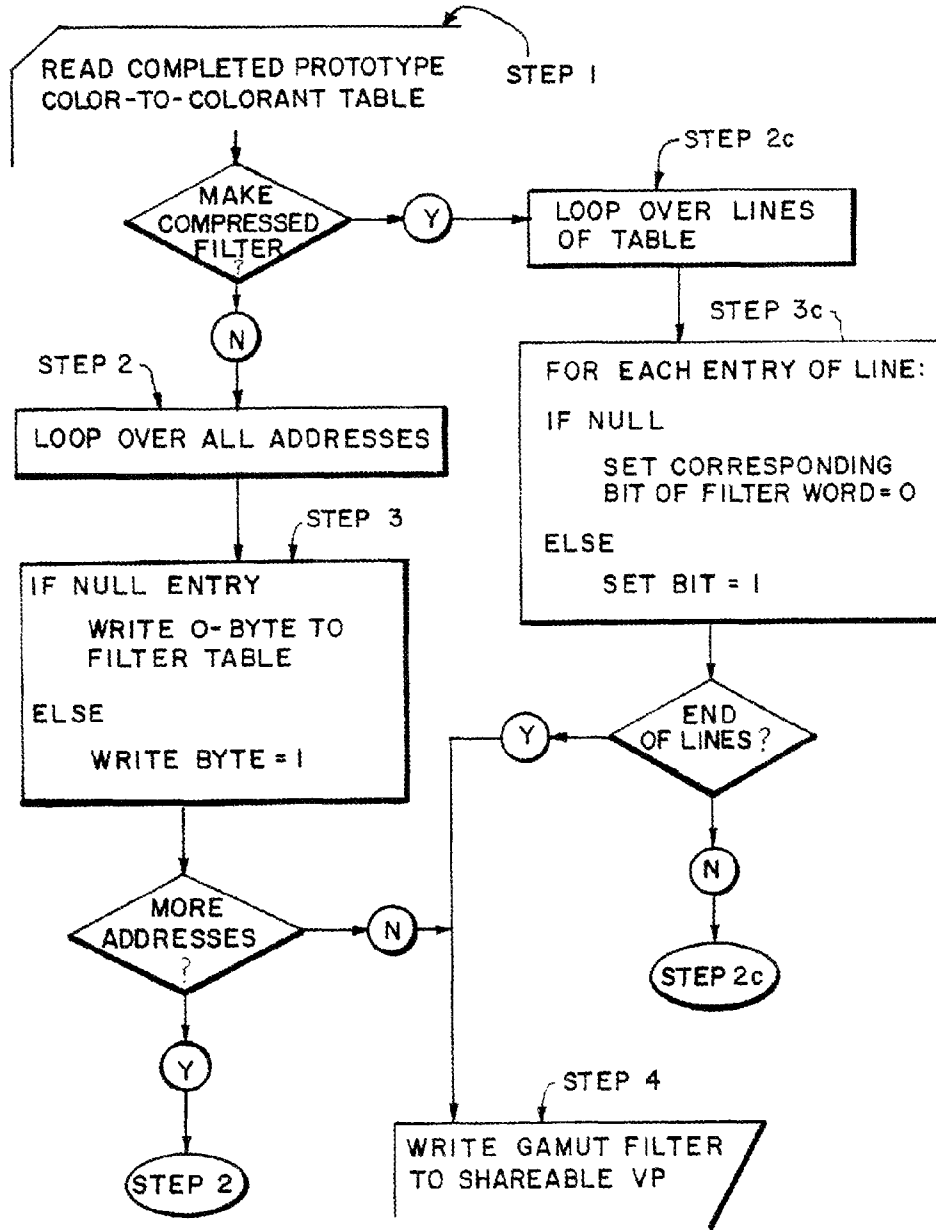 READ COMPLETED PROTOTYPE
COLOR-TO-COLORANT TABLE
STEP 1
MAKE
COMPRESSED
FILTER
?
Y
STEP 2c
LOOP OVER LINES
OF TABLE
N
STEP 2
LOOP OVER ALL ADDRESSES
STEP 3c
FOR EACH ENTRY OF LINE:
IF NULL
SET CORRESPONDING
BIT OF FILTER WORD=0
ELSE
SET BIT = 1
STEP 3
IF NULL ENTRY
WRITE 0-BYTE TO
FILTER TABLE
ELSE
WRITE BYTE = 1
END
OF LINES?
Y
N
STEP 2c
MORE
ADDRESSES
?
N
Y
STEP 2
STEP 4
WRITE GAMUT FILTER
TO SHAREABLE VP